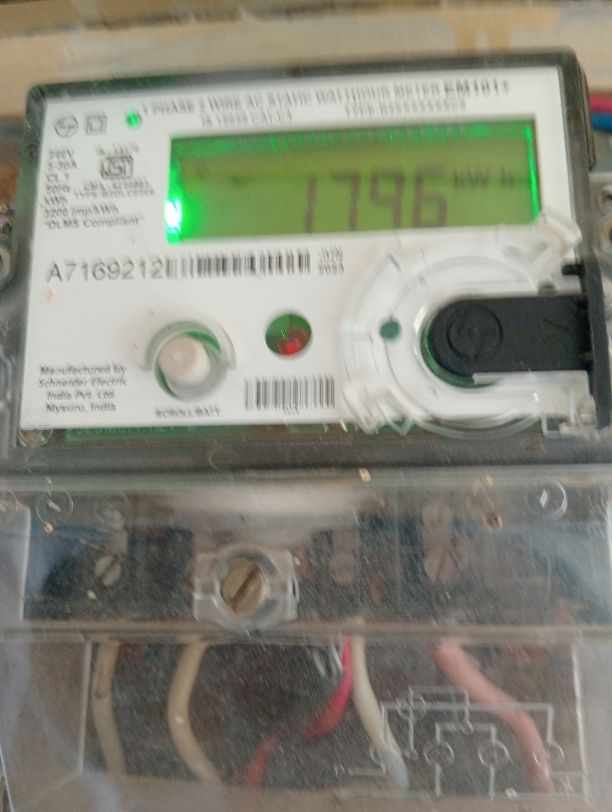 1 PHASE 2 WIRE AC STATIC WATTHOUR METER EM101+
240V
5-30A
CL.1
50Hz
kWh
3200 imp/kWh
"DLMS Compliant"
1796 kWh
A7169212
JUN
Manufactured by
Schneider Electric
India Pvt. Ltd.
Mysuru, India
SCROLL/BATT